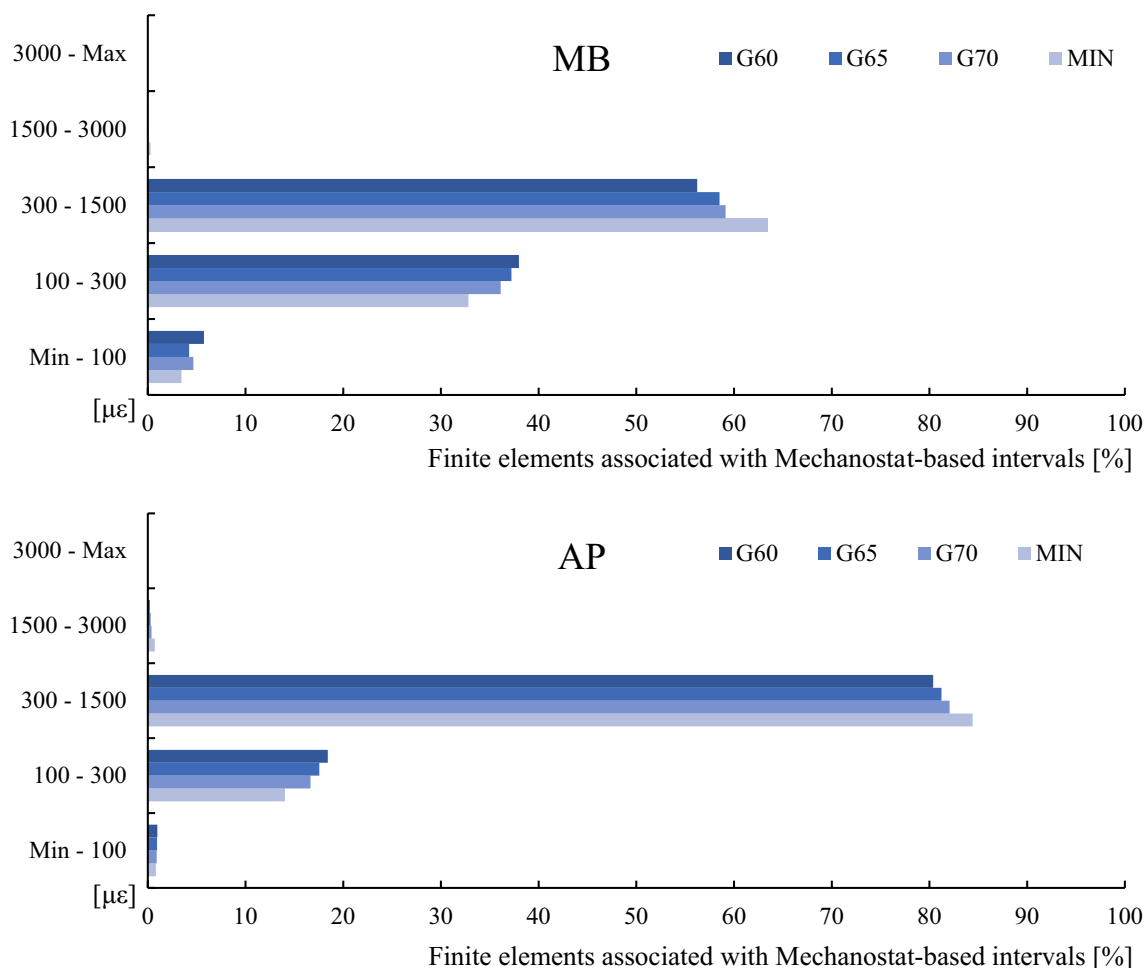 MB
G60 G65 G70 MIN
3000 - Max
1500 - 3000
300 - 1500
100 - 300
Min - 100
[με]
0 10 20 30 40 50 60 70 80 90 100
Finite elements associated with Mechanostat-based intervals [%]
AP
G60 G65 G70 MIN
3000 - Max
1500 - 3000
300 - 1500
100 - 300
Min - 100
[με]
0 10 20 30 40 50 60 70 80 90 100
Finite elements associated with Mechanostat-based intervals [%]